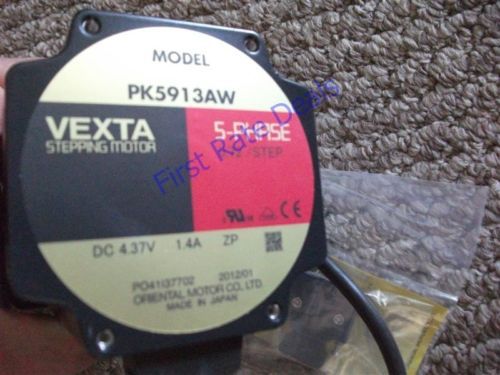 MODEL
PK5913AW
VEXTA
STEPPING MOTOR
5-PHASE
/STEP
DC 4.37V 1.4A ZP
PO41I37702 2012/01
ORIENTAL MOTOR CO., LTD.
MADE IN JAPAN
First Rate Deals